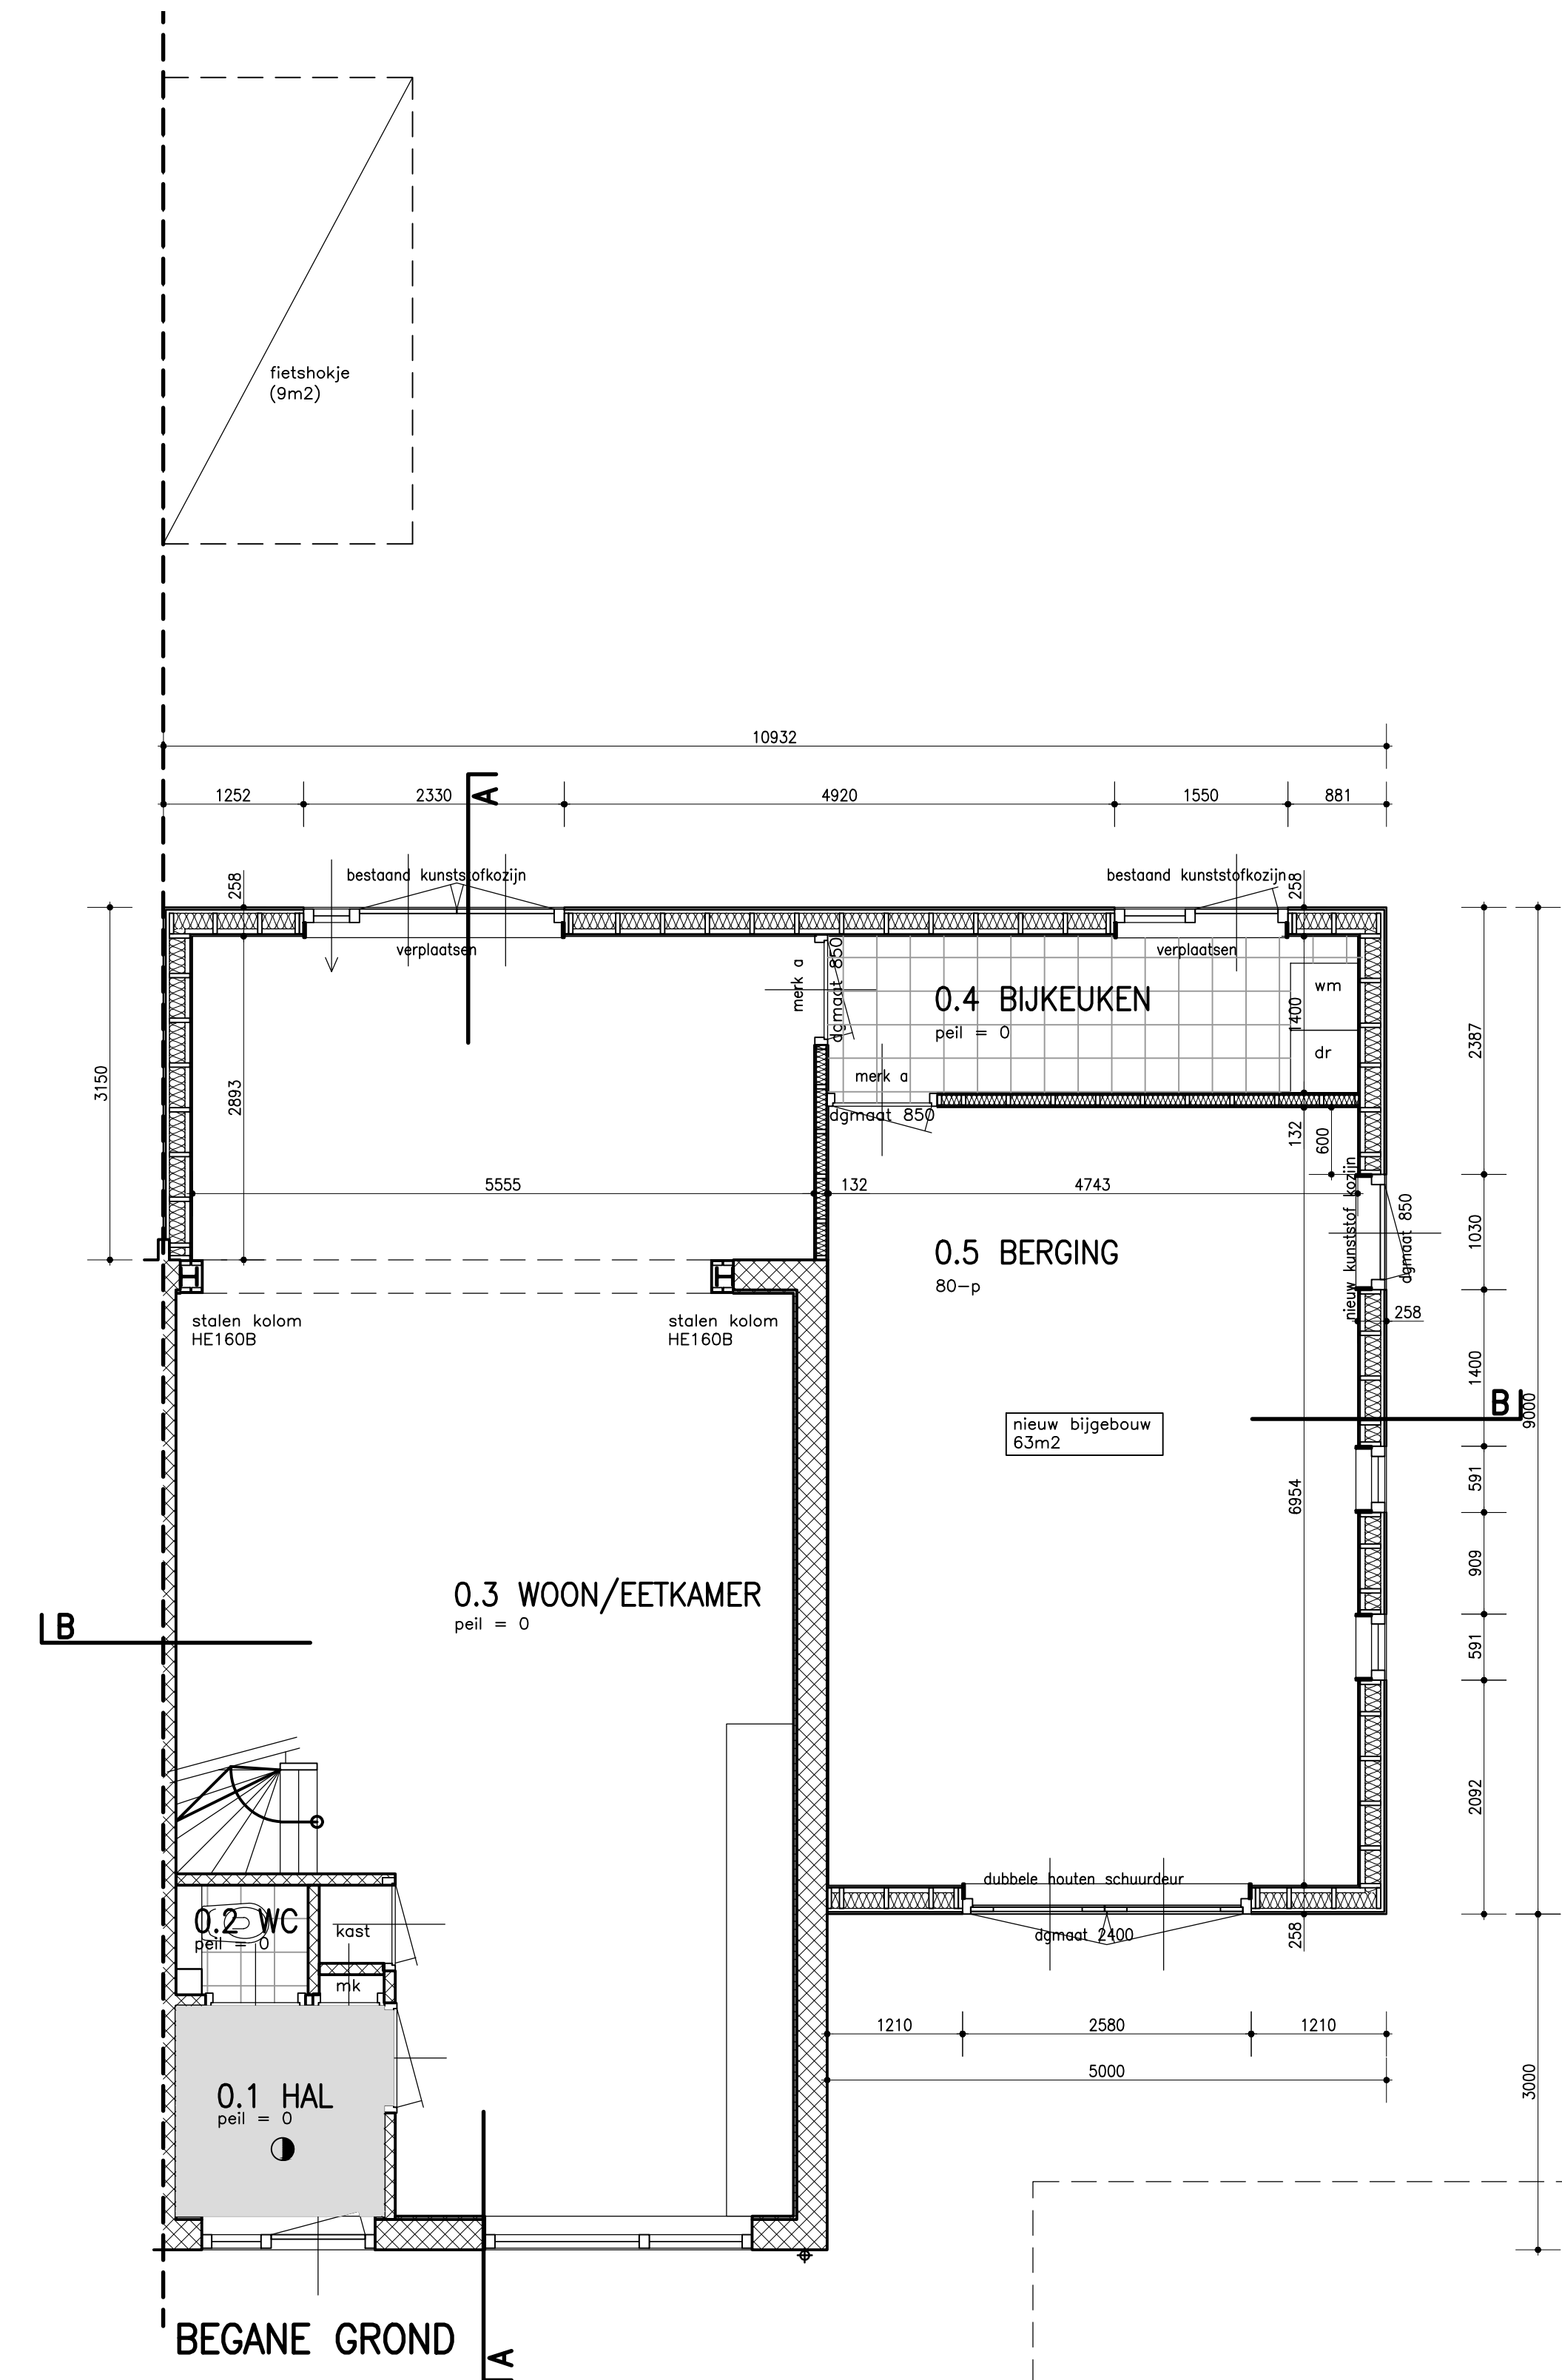 fietshokje
(9m2)
10932
1252
2330
4920
1550
881
A
258
bestaand kunststofkozijn
bestaand kunststofkozijn
258
verplaatsen
verplaatsen
3150
2893
merk a
dgmaat 850
0.4 BIJKEUKEN
peil = 0
1400
wm
dr
2387
merk a
dgmaat 850
132
600
5555
132
4743
nieuw kunststof kozijn
dgmaat 850
1030
0.5 BERGING
80-p
258
stalen kolom
HE160B
stalen kolom
HE160B
1400
B
9000
nieuw bijgebouw
63m2
6954
591
909
0.3 WOON/EETKAMER
peil = 0
B
591
2092
dubbele houten schuurdeur
0.2 WC
peil = 0
kast
dgmaat 2400
258
mk
1210
2580
1210
5000
3000
0.1 HAL
peil = 0
BEGANE GROND
A